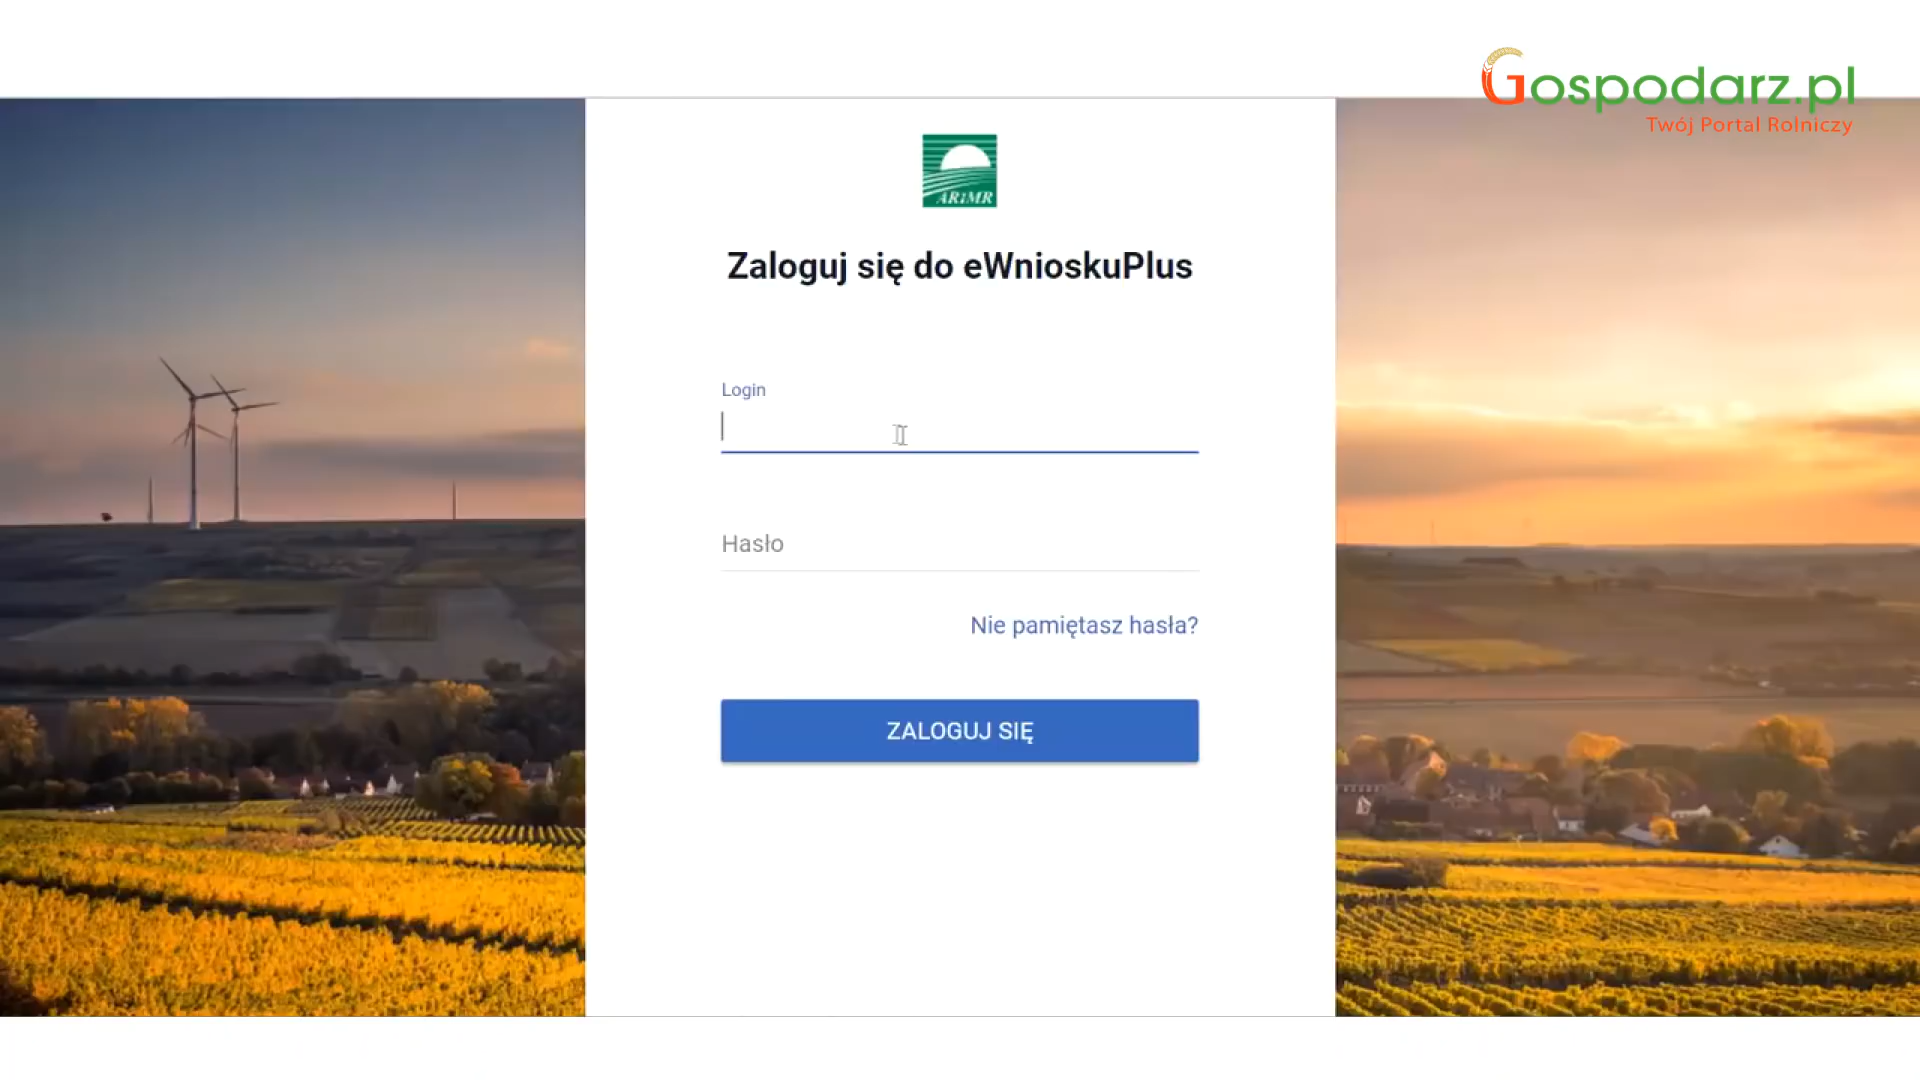 Gospodarz.pl
Twój Portal Rolniczy
ARiMR
Zaloguj się do eWnioskuPlus
Login
Hasło
Nie pamiętasz hasła?
ZALOGUJ SIĘ